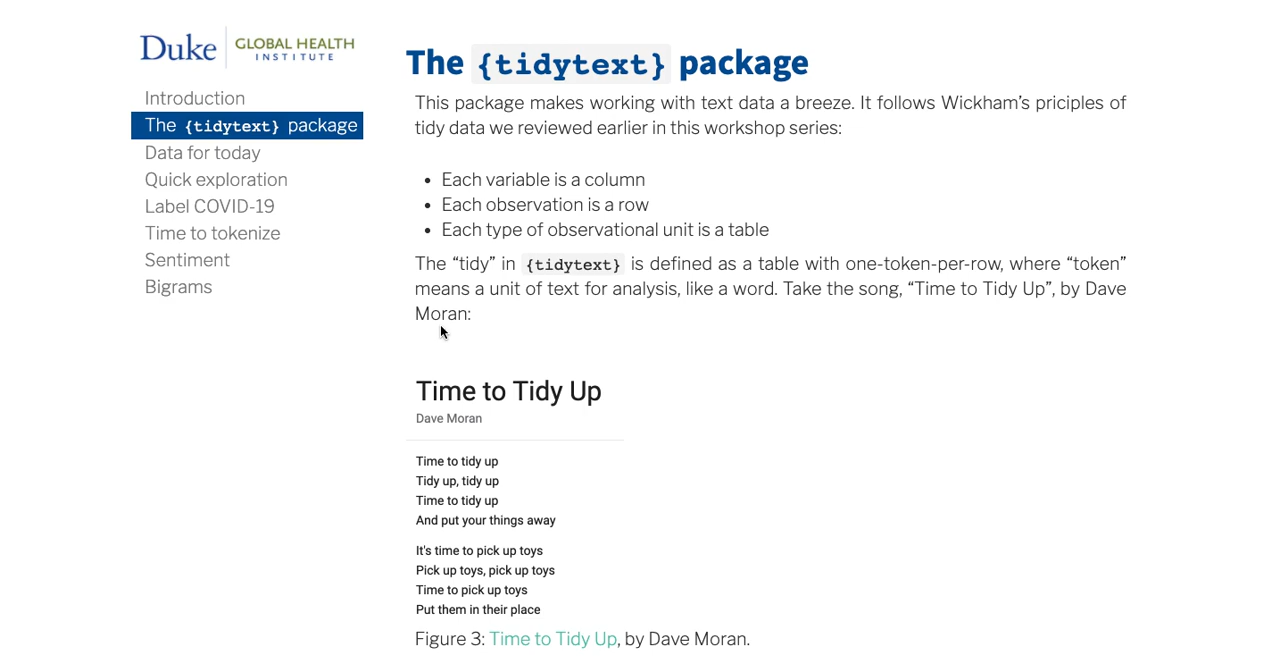 Duke GLOBAL HEALTH INSTITUTE
Introduction
The {tidytext} package
Data for today
Quick exploration
Label COVID-19
Time to tokenize
Sentiment
Bigrams
The {tidytext} package
This package makes working with text data a breeze. It follows Wickham's priciples of
tidy data we reviewed earlier in this workshop series:
• Each variable is a column
• Each observation is a row
• Each type of observational unit is a table
The “tidy” in {tidytext} is defined as a table with one-token-per-row, where “token”
means a unit of text for analysis, like a word. Take the song, “Time to Tidy Up”, by Dave
Moran:
Time to Tidy Up
Dave Moran
Time to tidy up
Tidy up, tidy up
Time to tidy up
And put your things away
It's time to pick up toys
Pick up toys, pick up toys
Time to pick up toys
Put them in their place
Figure 3: Time to Tidy Up, by Dave Moran.